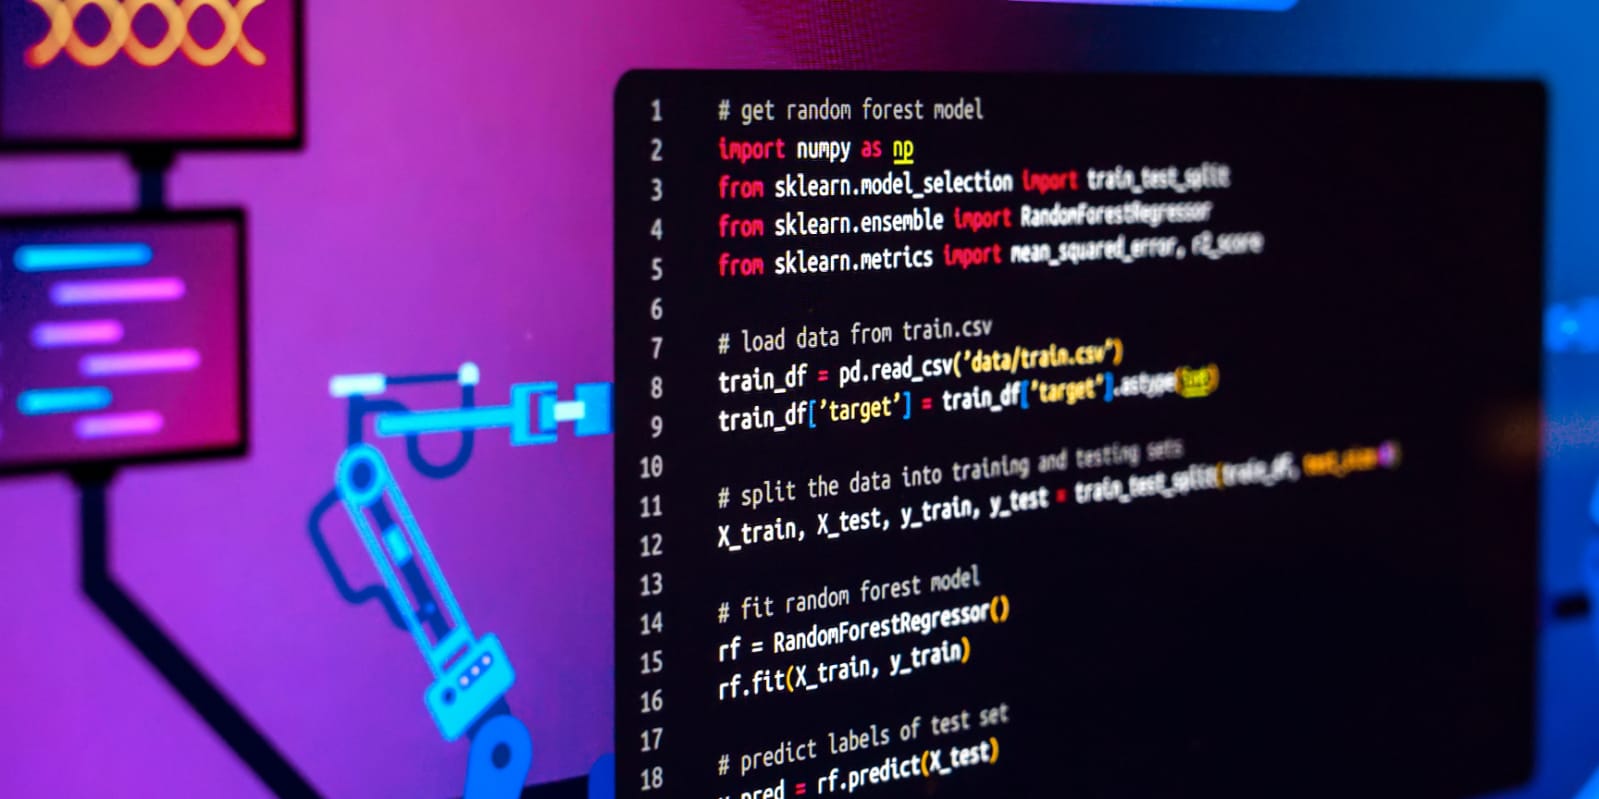 1 # get random forest model
2 import numpy as np
3 from sklearn.model_selection import train_test_split
4 from sklearn.ensemble import RandomForestRegressor
5 from sklearn.metrics import mean_squared_error, r2_score
6
7 # load data from train.csv
8 train_df = pd.read_csv('data/train.csv')
9 train_df['target'] = train_df['target'].astype(int)
10
11 # split the data into training and testing sets
12 X_train, X_test, y_train, y_test = train_test_split(train_df,
13
14 # fit random forest model
15 rf = RandomForestRegressor()
16 rf.fit(X_train, y_train)
17
18 # predict labels of test set
= rf.predict(X_test)